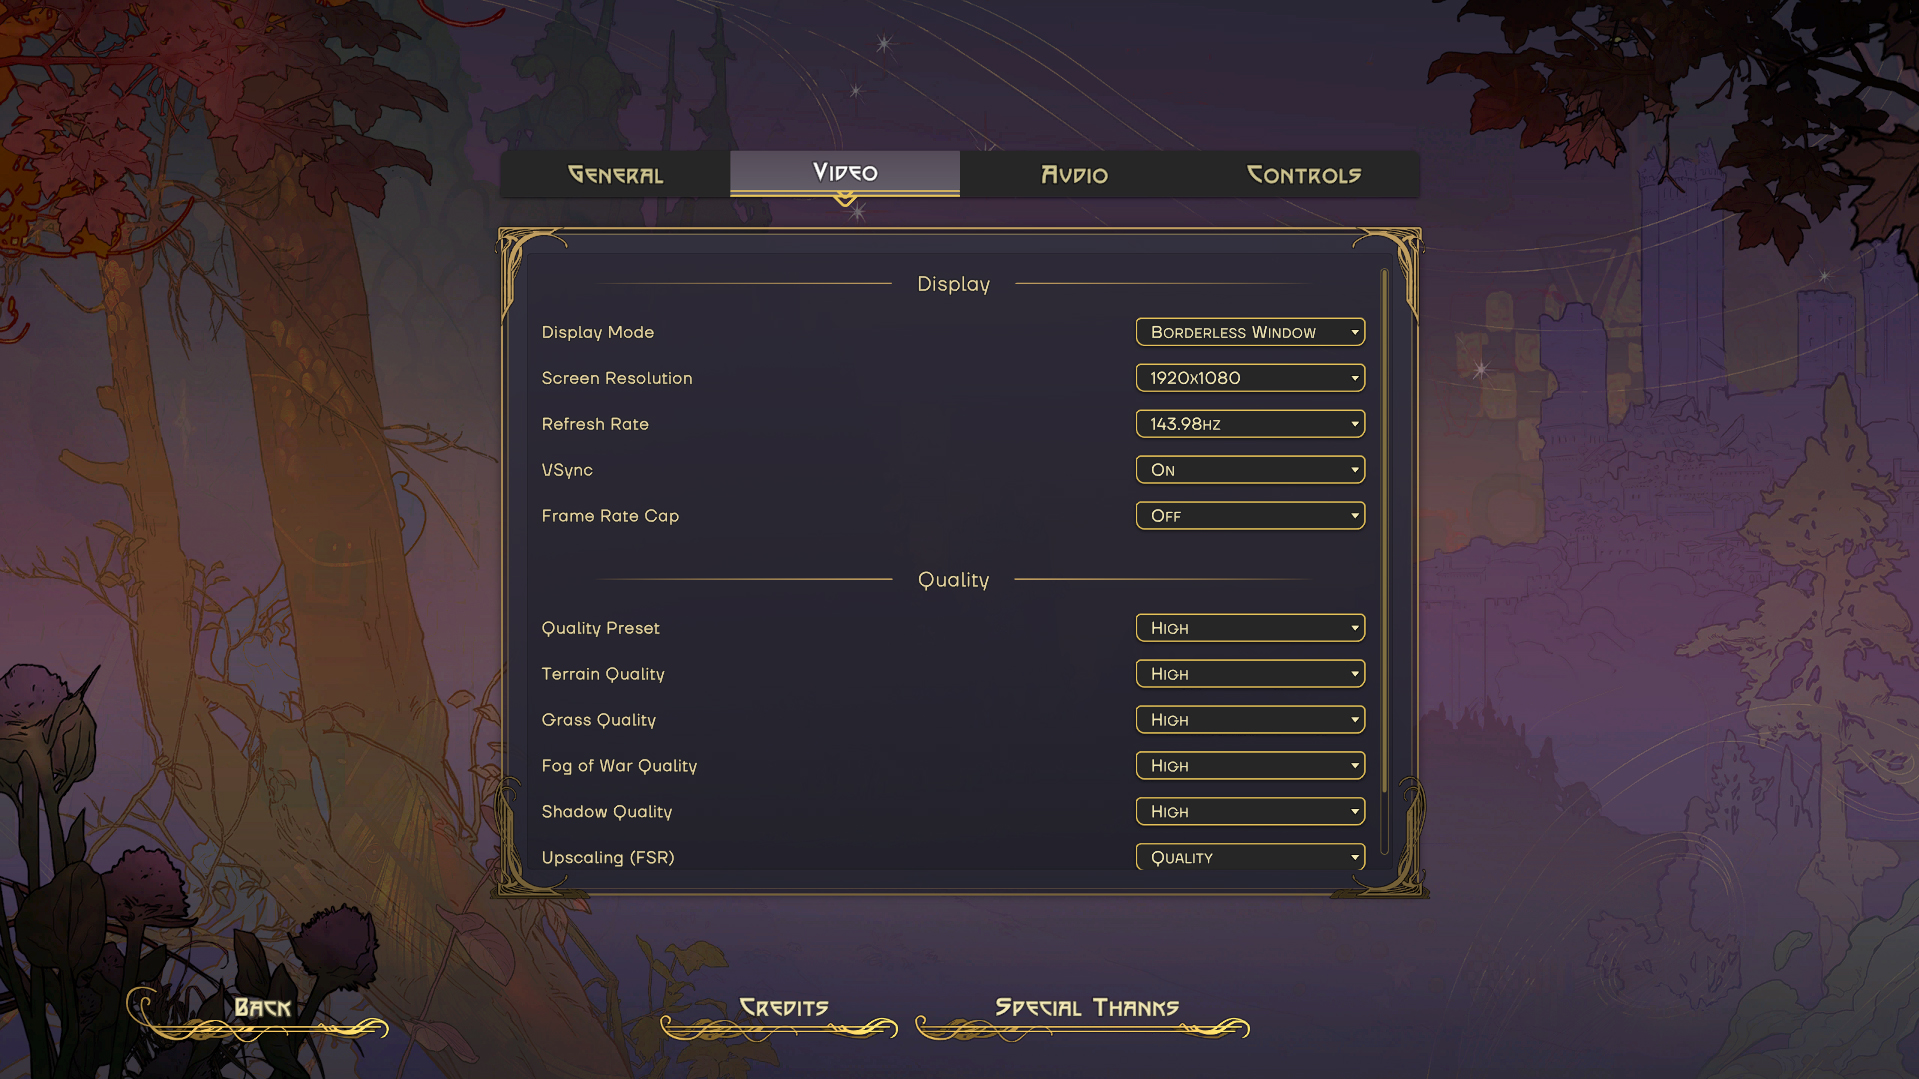 General Video Audio Controls
Display
Display Mode Borderless Window
Screen Resolution 1920x1080
Refresh Rate 143.98hz
VSync On
Frame Rate Cap Off
Quality
Quality Preset High
Terrain Quality High
Grass Quality High
Fog of War Quality High
Shadow Quality High
Upscaling (FSR) Quality
Back Credits Special Thanks